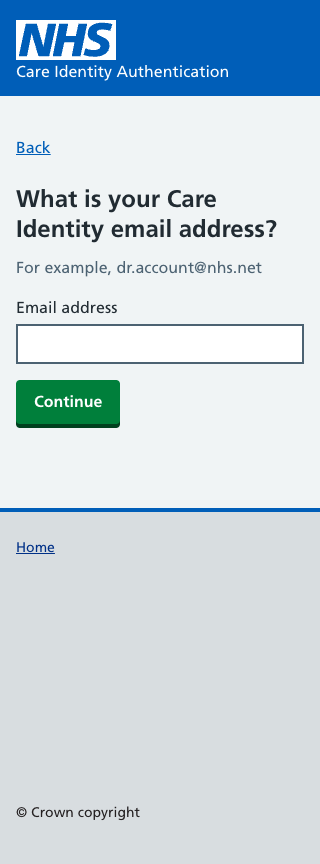 NHS
Care Identity Authentication
Back
What is your Care
Identity email address?
For example, dr.account@nhs.net
Email address
Continue
Home
© Crown copyright